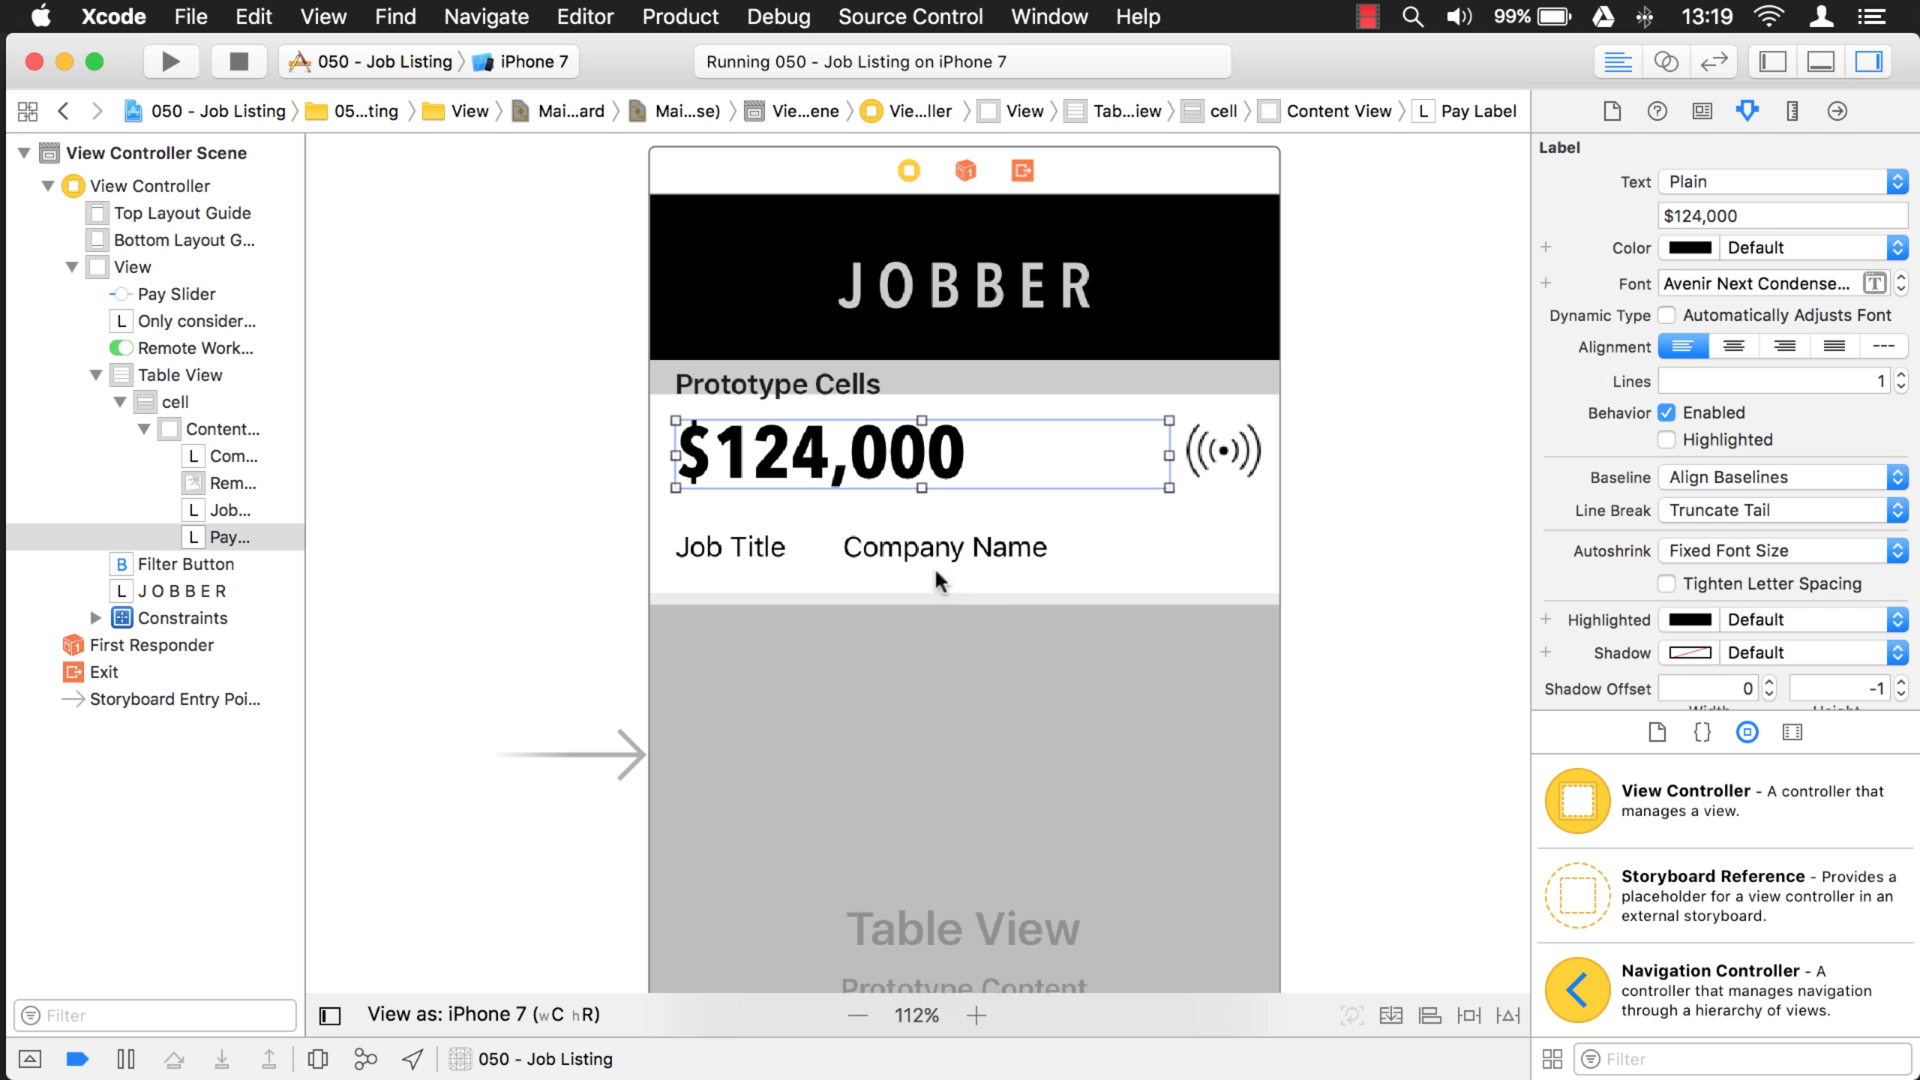 Xcode File Edit View Find Navigate Editor Product Debug Source Control Window Help 99% 13:19
050 - Job Listing iPhone 7 Running 050 - Job Listing on iPhone 7
050 - Job Listing 05...ting View Mai...ard Mai...se) Vie...ene Vie...ller View Tab...iew cell Content View L Pay Label
View Controller Scene
View Controller
Top Layout Guide
Bottom Layout G...
View
Pay Slider
L Only consider...
Remote Work...
Table View
cell
Content...
L Com...
Rem...
L Job...
L Pay...
B Filter Button
L J O B B E R
Constraints
First Responder
Exit
Storyboard Entry Poi...
Filter
JOBBER
Prototype Cells
$124,000
Job Title Company Name
Table View
Prototype Content
View as: iPhone 7 (wC hR)
112%
050 - Job Listing
Label
Text Plain
$124,000
Color Default
Font Avenir Next Condense... T
Dynamic Type Automatically Adjusts Font
Alignment
Lines 1
Behavior Enabled
Highlighted
Baseline Align Baselines
Line Break Truncate Tail
Autoshrink Fixed Font Size
Tighten Letter Spacing
Highlighted Default
Shadow Default
Shadow Offset 0 -1
Width Height
View Controller - A controller that
manages a view.
Storyboard Reference - Provides a
placeholder for a view controller in an
external storyboard.
Navigation Controller - A
controller that manages navigation
through a hierarchy of views.
Filter